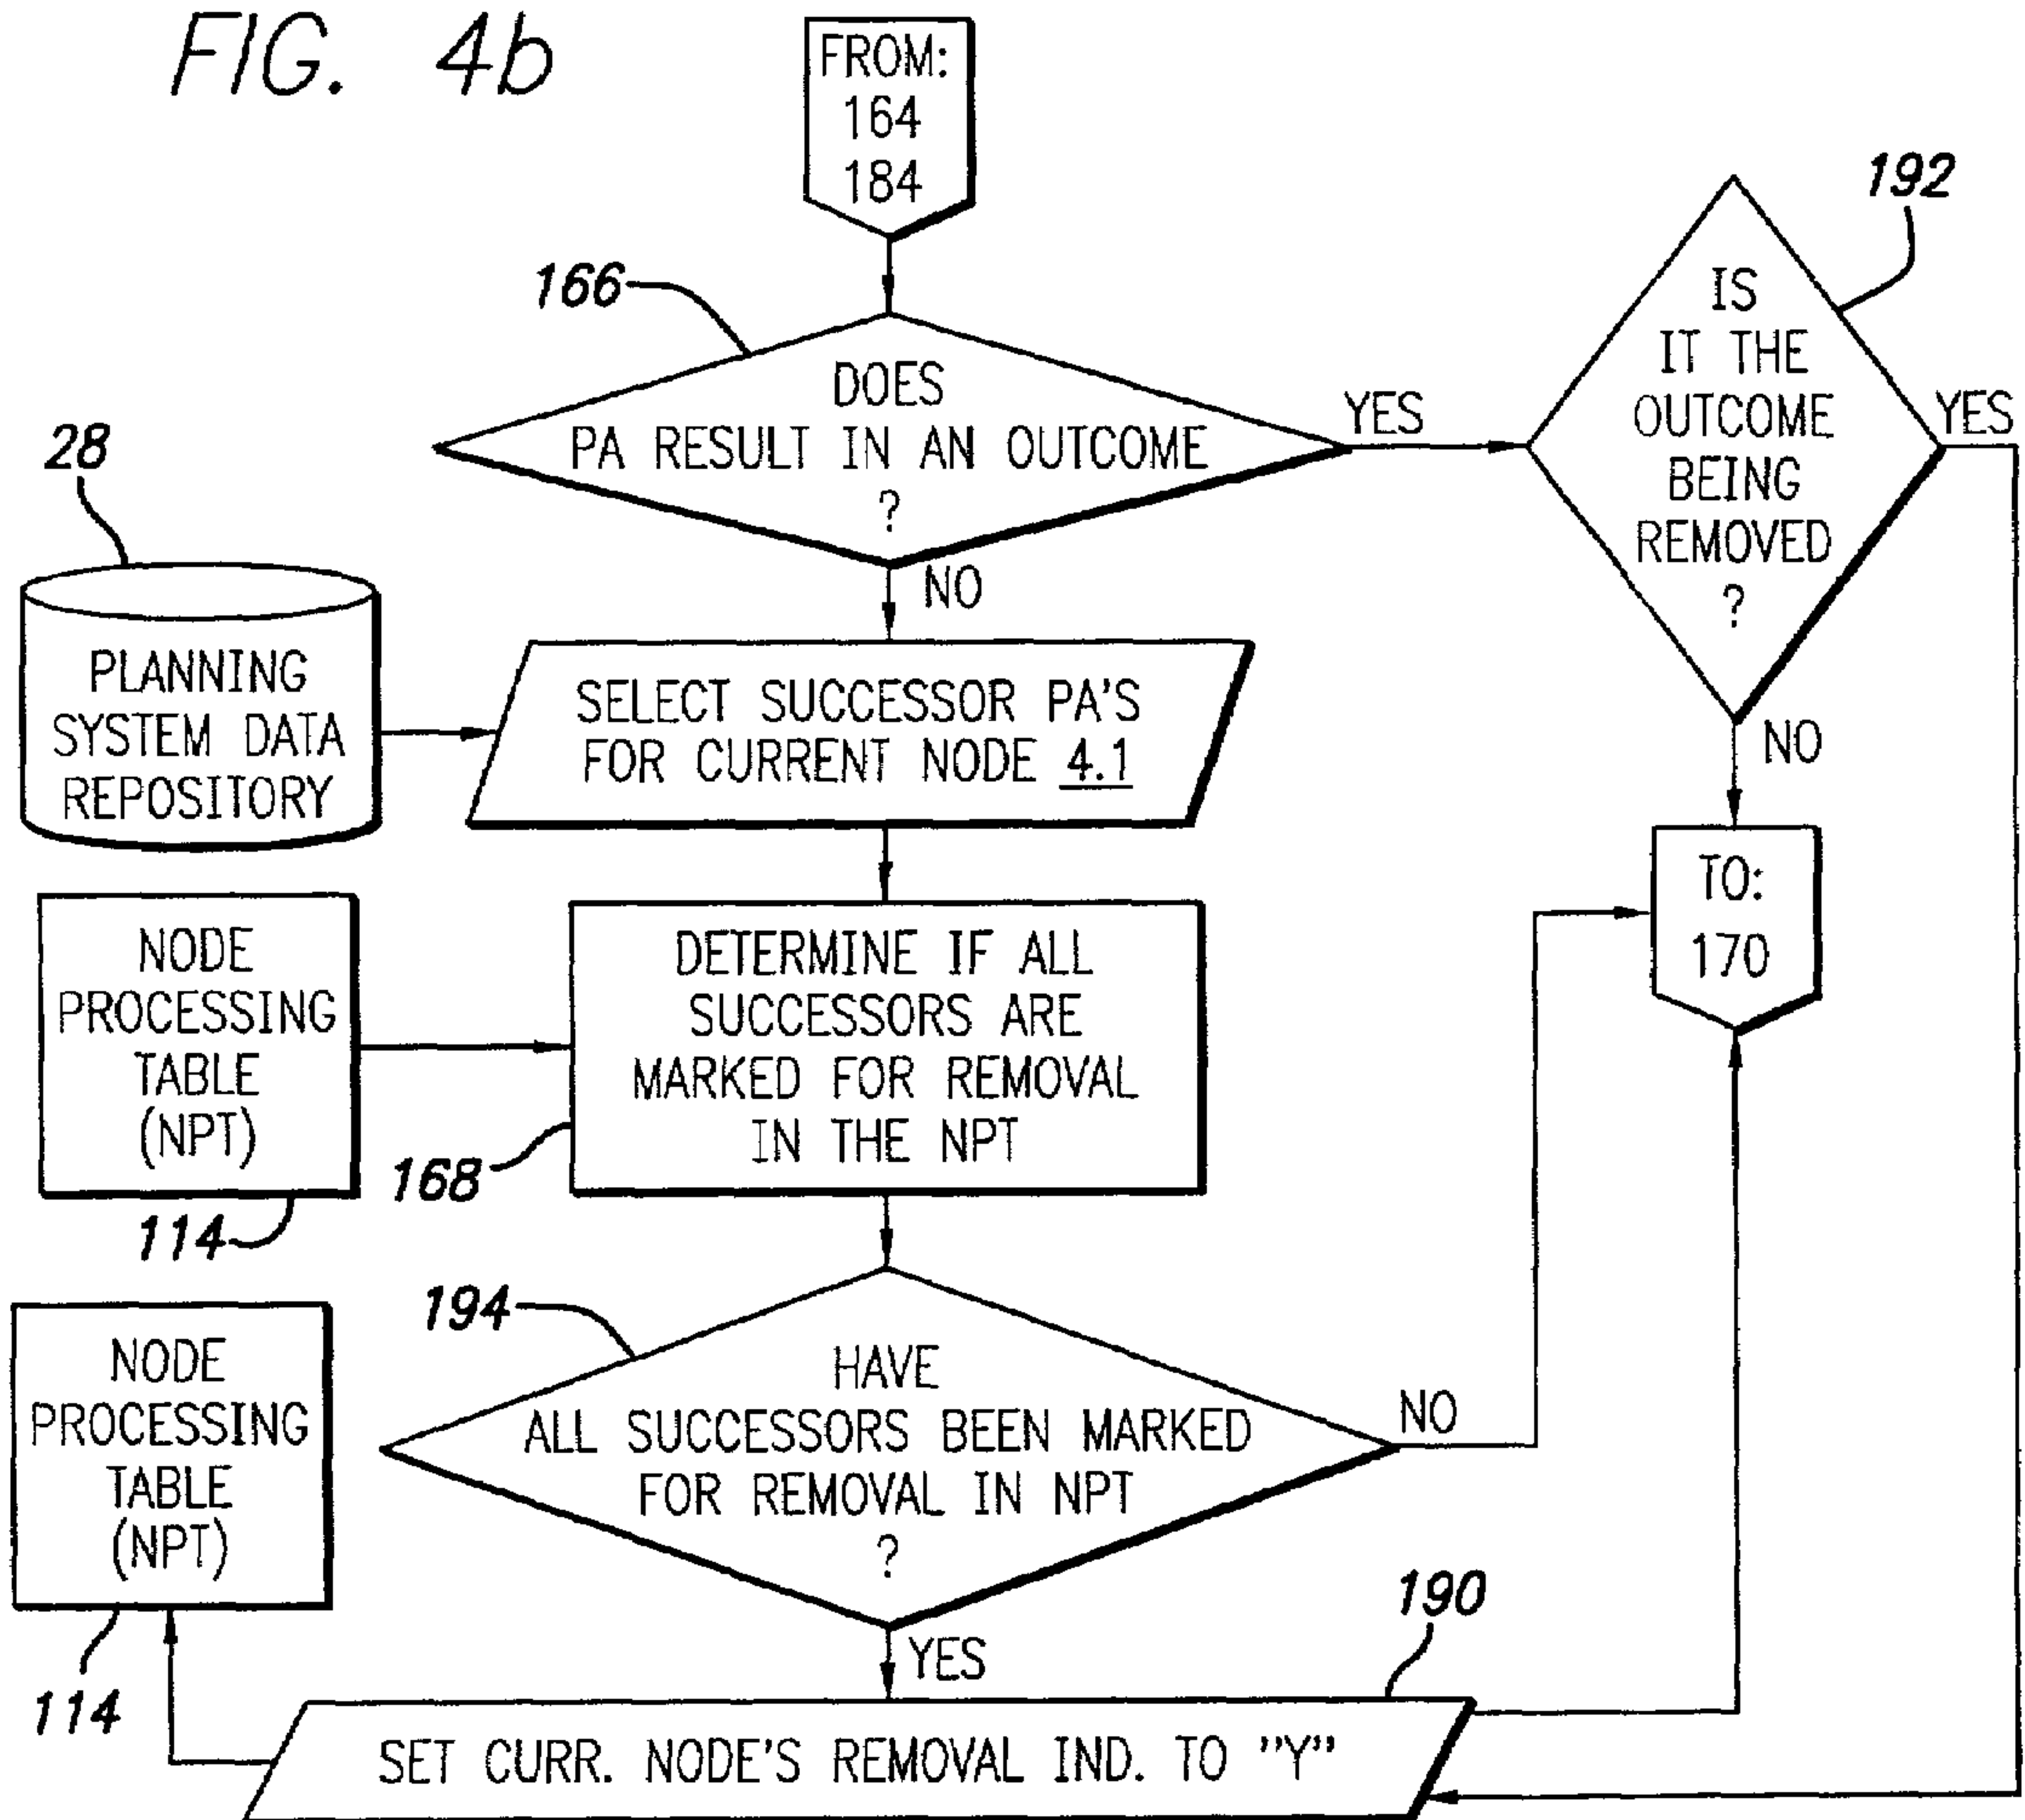 FIG. 4b
FROM:
164
184
192
166
IS
IT THE
OUTCOME
BEING
REMOVED
?
DOES
PA RESULT IN AN OUTCOME
?
YES
YES
28
NO
PLANNING
SYSTEM DATA
REPOSITORY
SELECT SUCCESSOR PA'S
FOR CURRENT NODE 4.1
NO
TO:
170
NODE
PROCESSING
TABLE
(NPT)
DETERMINE IF ALL
SUCCESSORS ARE
MARKED FOR REMOVAL
IN THE NPT
168
114
194
NODE
PROCESSING
TABLE
(NPT)
HAVE
ALL SUCCESSORS BEEN MARKED
FOR REMOVAL IN NPT
?
NO
190
YES
114
SET CURR. NODE'S REMOVAL IND. TO "Y"